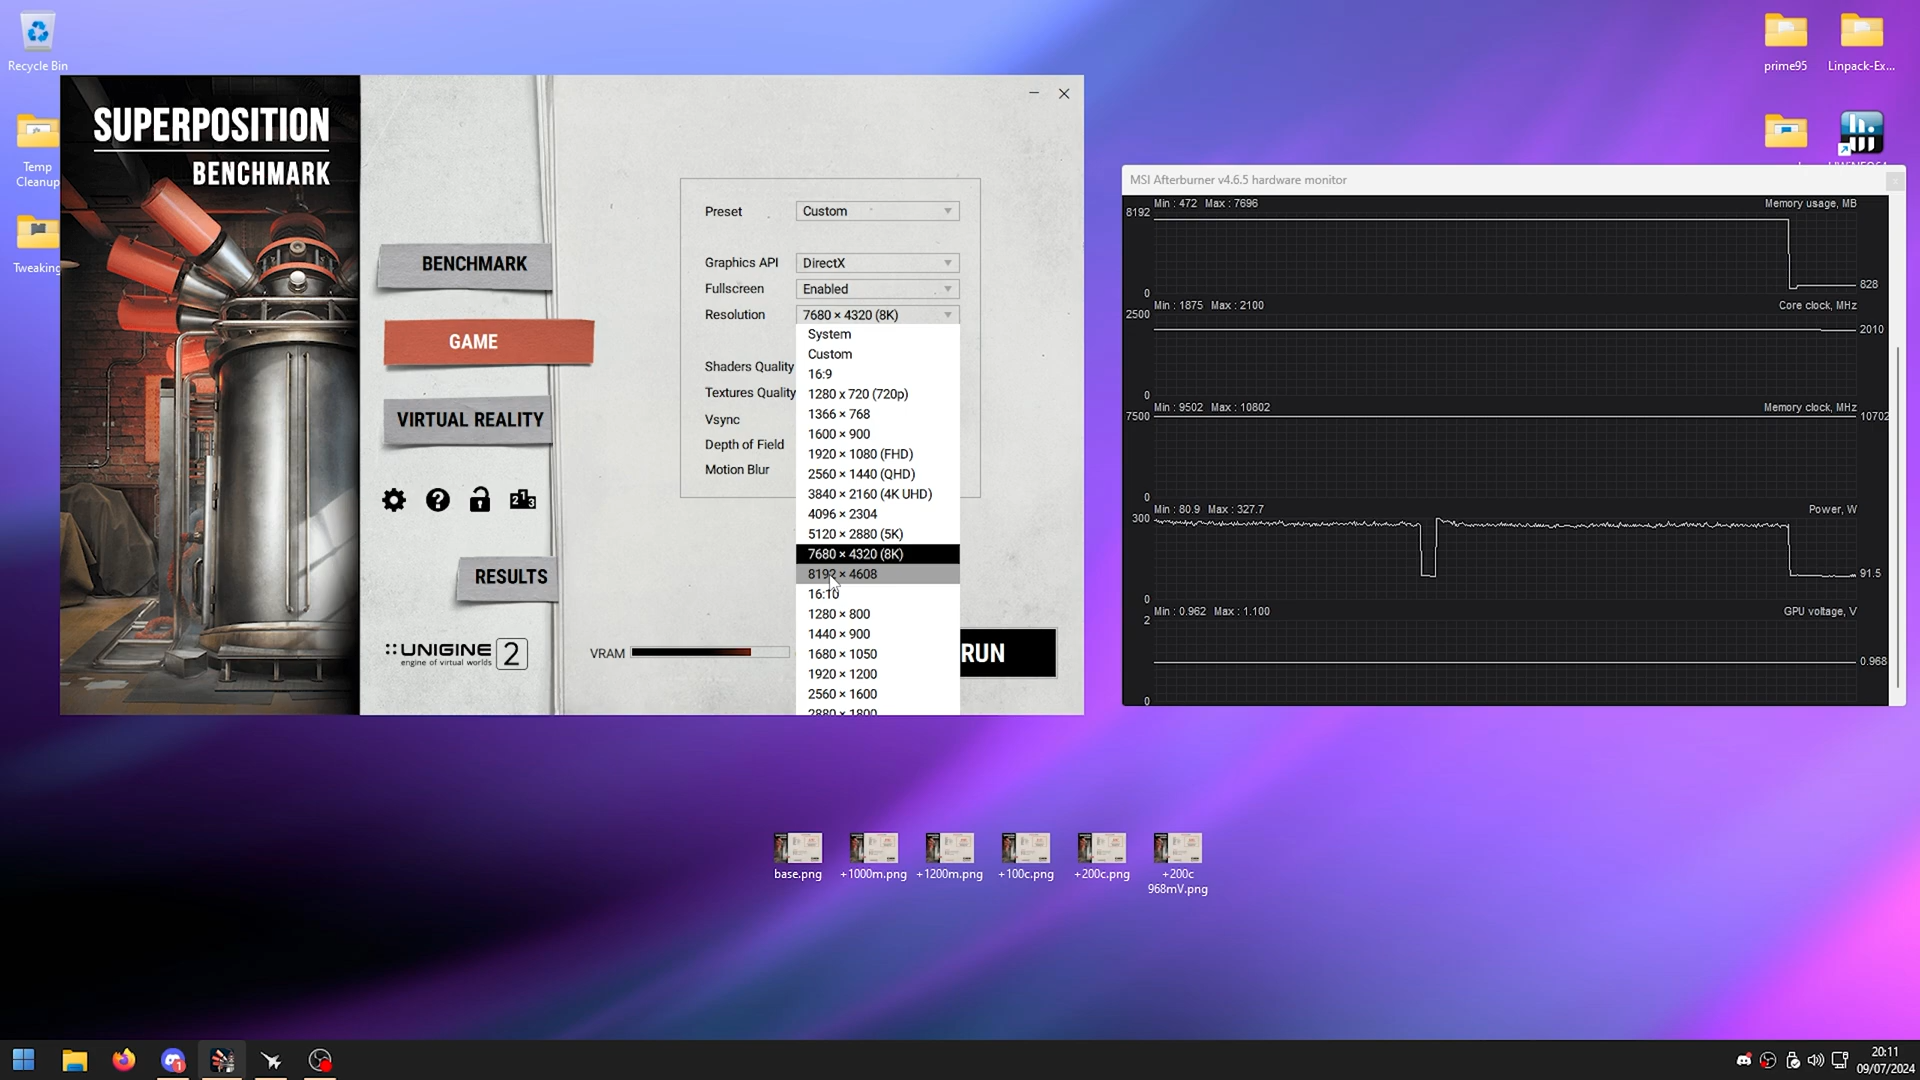 Recycle Bin
Temp
Cleanup
Tweaking
prime95
Linpack-Ex...
SUPERPOSITION
BENCHMARK
BENCHMARK
GAME
VIRTUAL REALITY
RESULTS
UNIGINE 2
engine of virtual worlds
Preset
Custom
Graphics API
DirectX
Fullscreen
Enabled
Resolution
7680 × 4320 (8K)
Shaders Quality
Textures Quality
Vsync
Depth of Field
Motion Blur
System
Custom
16:9
1280 × 720 (720p)
1366 × 768
1600 × 900
1920 × 1080 (FHD)
2560 × 1440 (QHD)
3840 × 2160 (4K UHD)
4096 × 2304
5120 × 2880 (5K)
7680 × 4320 (8K)
8192 × 4608
16:10
1280 × 800
1440 × 900
1680 × 1050
1920 × 1200
2560 × 1600
2880 × 1800
VRAM
RUN
MSI Afterburner v4.6.5 hardware monitor
Min : 472 Max : 7696
Memory usage, MB
8192
828
0
Min : 1875 Max : 2100
Core clock, MHz
2500
2010
0
Min : 9502 Max : 10802
Memory clock, MHz
7500
10702
0
Min : 80.9 Max : 327.7
Power, W
300
91.5
0
Min : 0.962 Max : 1.100
GPU voltage, V
2
0.968
0
base.png
+1000m.png
+1200m.png
+100c.png
+200c.png
+200c
968mV.png
1
20:11
09/07/2024